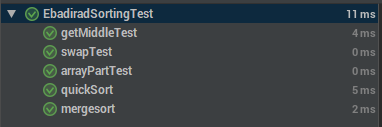 EbadiradSortingTest 11 ms
getMiddleTest 4 ms
swapTest 0 ms
arrayPartTest 0 ms
quickSort 5 ms
mergesort 2 ms